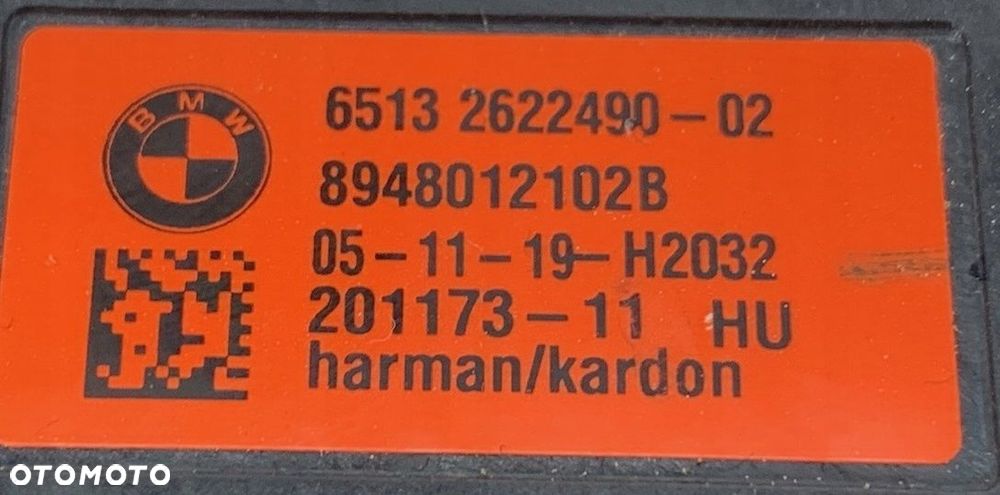 BMW
6513 2622490-02
8948012102B
05-11-19-H2032
201173-11 HU
harman/kardon
OTOMOTO